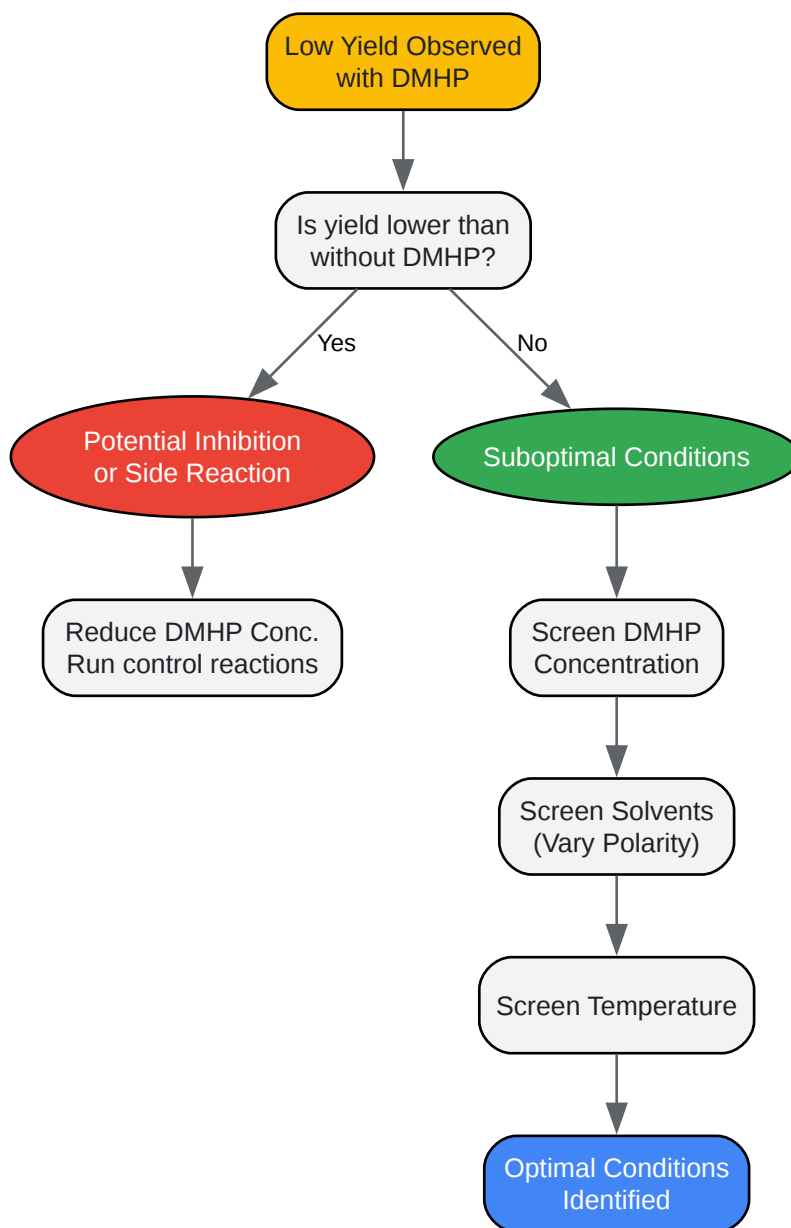 Low Yield Observed
with DMHP
Is yield lower than
without DMHP?
Yes
No
Potential Inhibition
or Side Reaction
Suboptimal Conditions
Reduce DMHP Conc.
Run control reactions
Screen DMHP
Concentration
Screen Solvents
(Vary Polarity)
Screen Temperature
Optimal Conditions
Identified